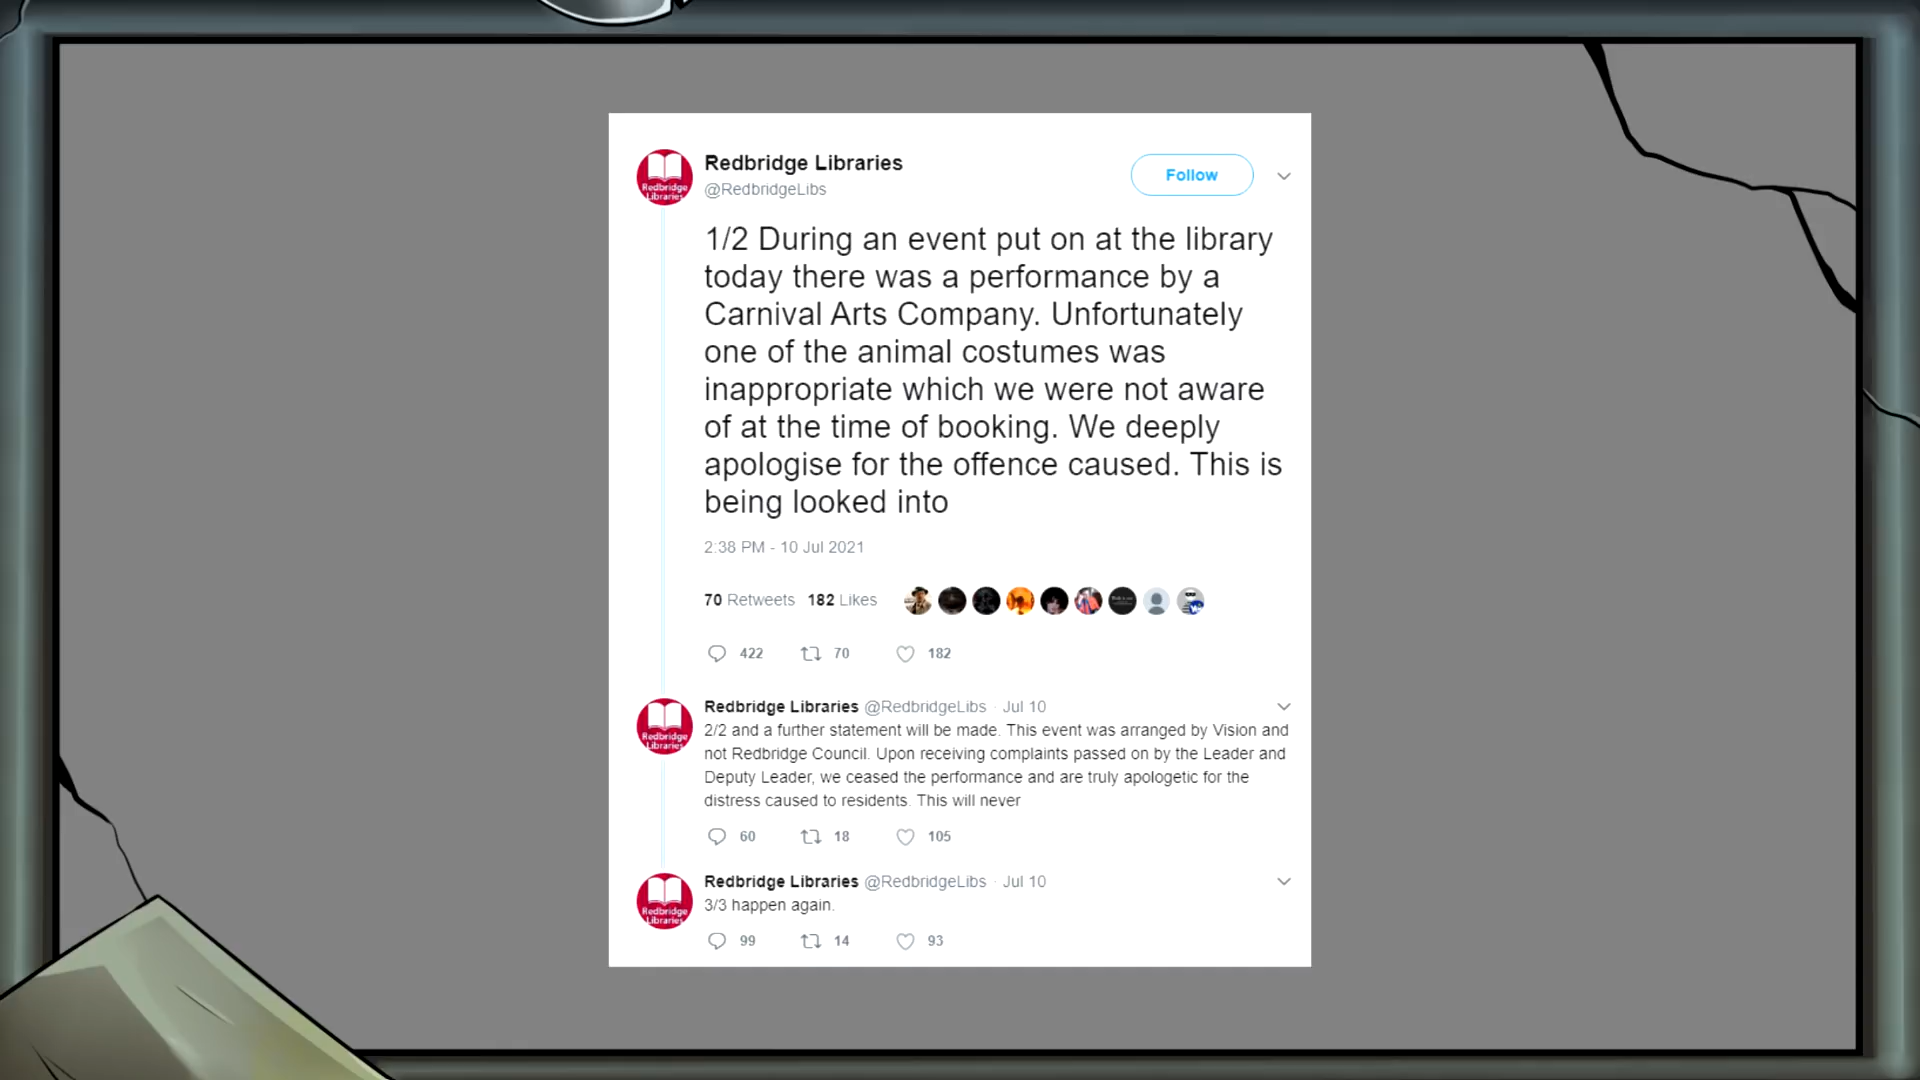 Redbridge Libraries
@RedbridgeLibs
Follow
Redbridge
Libraries
1/2 During an event put on at the library
today there was a performance by a
Carnival Arts Company. Unfortunately
one of the animal costumes was
inappropriate which we were not aware
of at the time of booking. We deeply
apologise for the offence caused. This is
being looked into
2:38 PM - 10 Jul 2021
70 Retweets 182 Likes
422 70 182
Redbridge Libraries @RedbridgeLibs · Jul 10
Redbridge
Libraries
2/2 and a further statement will be made. This event was arranged by Vision and
not Redbridge Council. Upon receiving complaints passed on by the Leader and
Deputy Leader, we ceased the performance and are truly apologetic for the
distress caused to residents. This will never
60 18 105
Redbridge Libraries @RedbridgeLibs · Jul 10
Redbridge
Libraries
3/3 happen again.
99 14 93